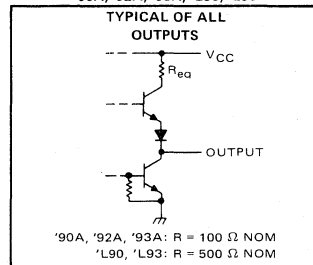 TYPICAL OF ALL
OUTPUTS
VCC
Req
OUTPUT
'90A, '92A, '93A: R = 100 Ω NOM
'L90, 'L93: R = 500 Ω NOM